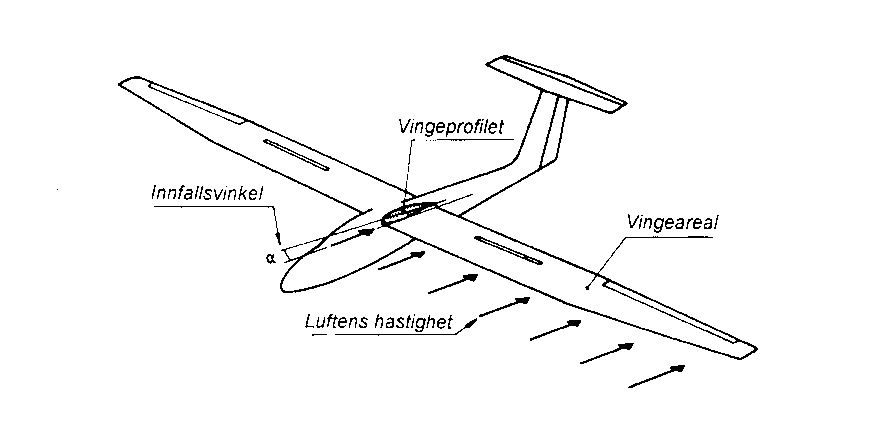 Vingeprofilet
Innfallsvinkel
Vingeareal
α
Luftens hastighet